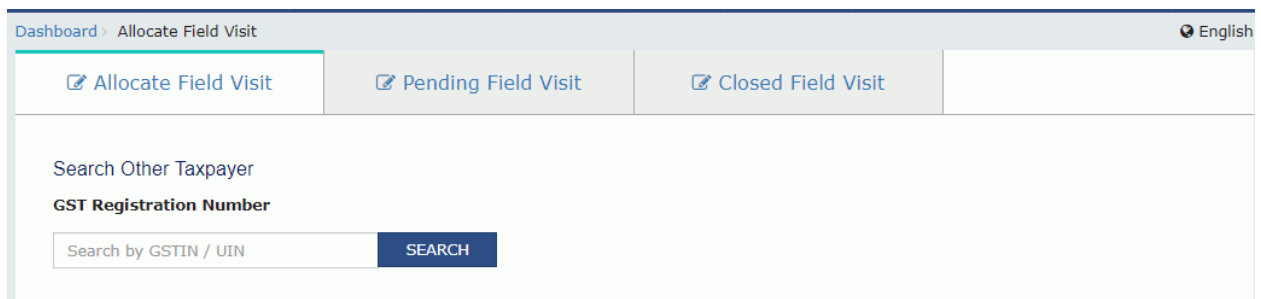 Dashboard > Allocate Field Visit English
Allocate Field Visit Pending Field Visit Closed Field Visit
Search Other Taxpayer
GST Registration Number
Search by GSTIN / UIN SEARCH